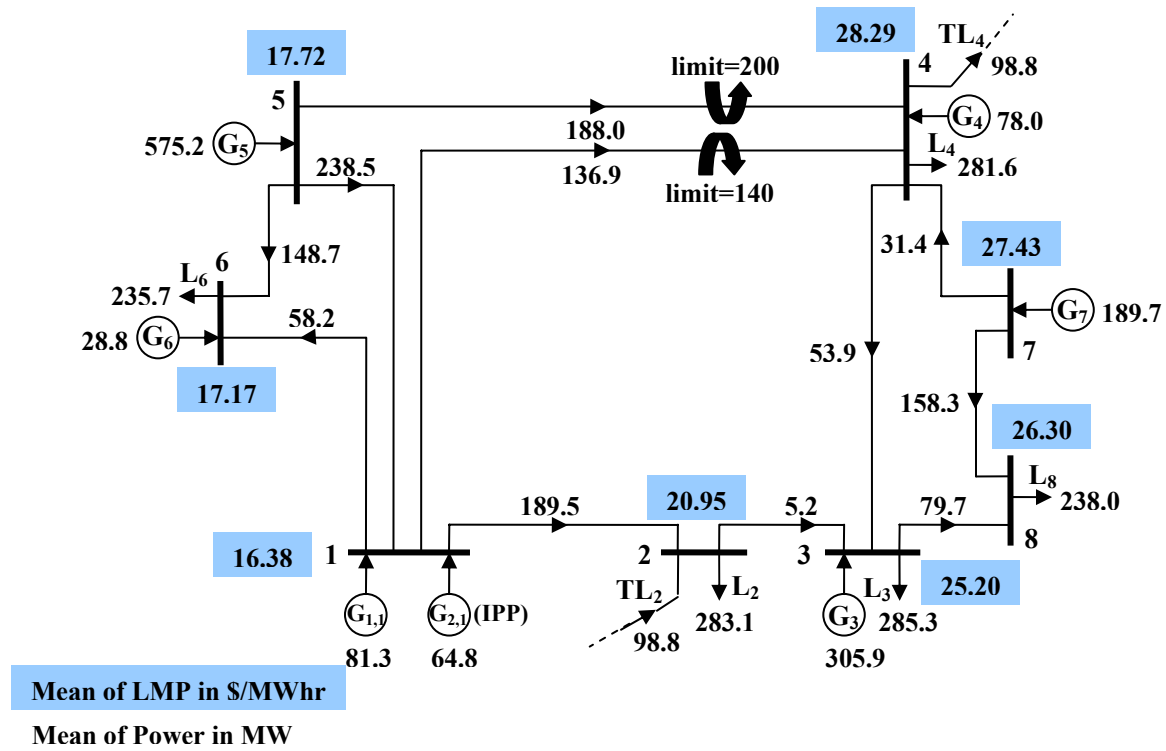 28.29
TL4
4
98.8
17.72
limit=200
5
G4
78.0
188.0
G5
575.2
L4
281.6
238.5
136.9
limit=140
31.4
27.43
148.7
6
L6
235.7
G7
189.7
58.2
28.8
G6
7
53.9
17.17
158.3
26.30
L8
238.0
79.7
189.5
20.95
5.2
8
16.38
1
2
3
25.20
TL2
L2
L3
G1,1
G2,1
(IPP)
283.1
G3
285.3
98.8
81.3
64.8
305.9
Mean of LMP in $/MWhr
Mean of Power in MW